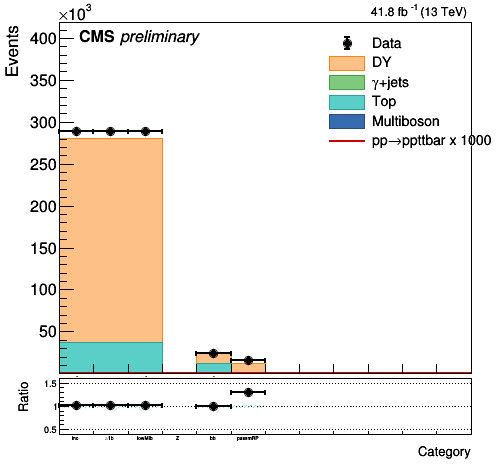 ×10³
41.8 fb⁻¹ (13 TeV)
CMS preliminary
Events
400
350
300
250
200
150
100
50
Data
DY
γ+jets
Top
Multiboson
pp→ppttbar x 1000
Ratio
1.5
1
0.5
inc
≥1b
lowMlb
Z
bb
passmRP
Category